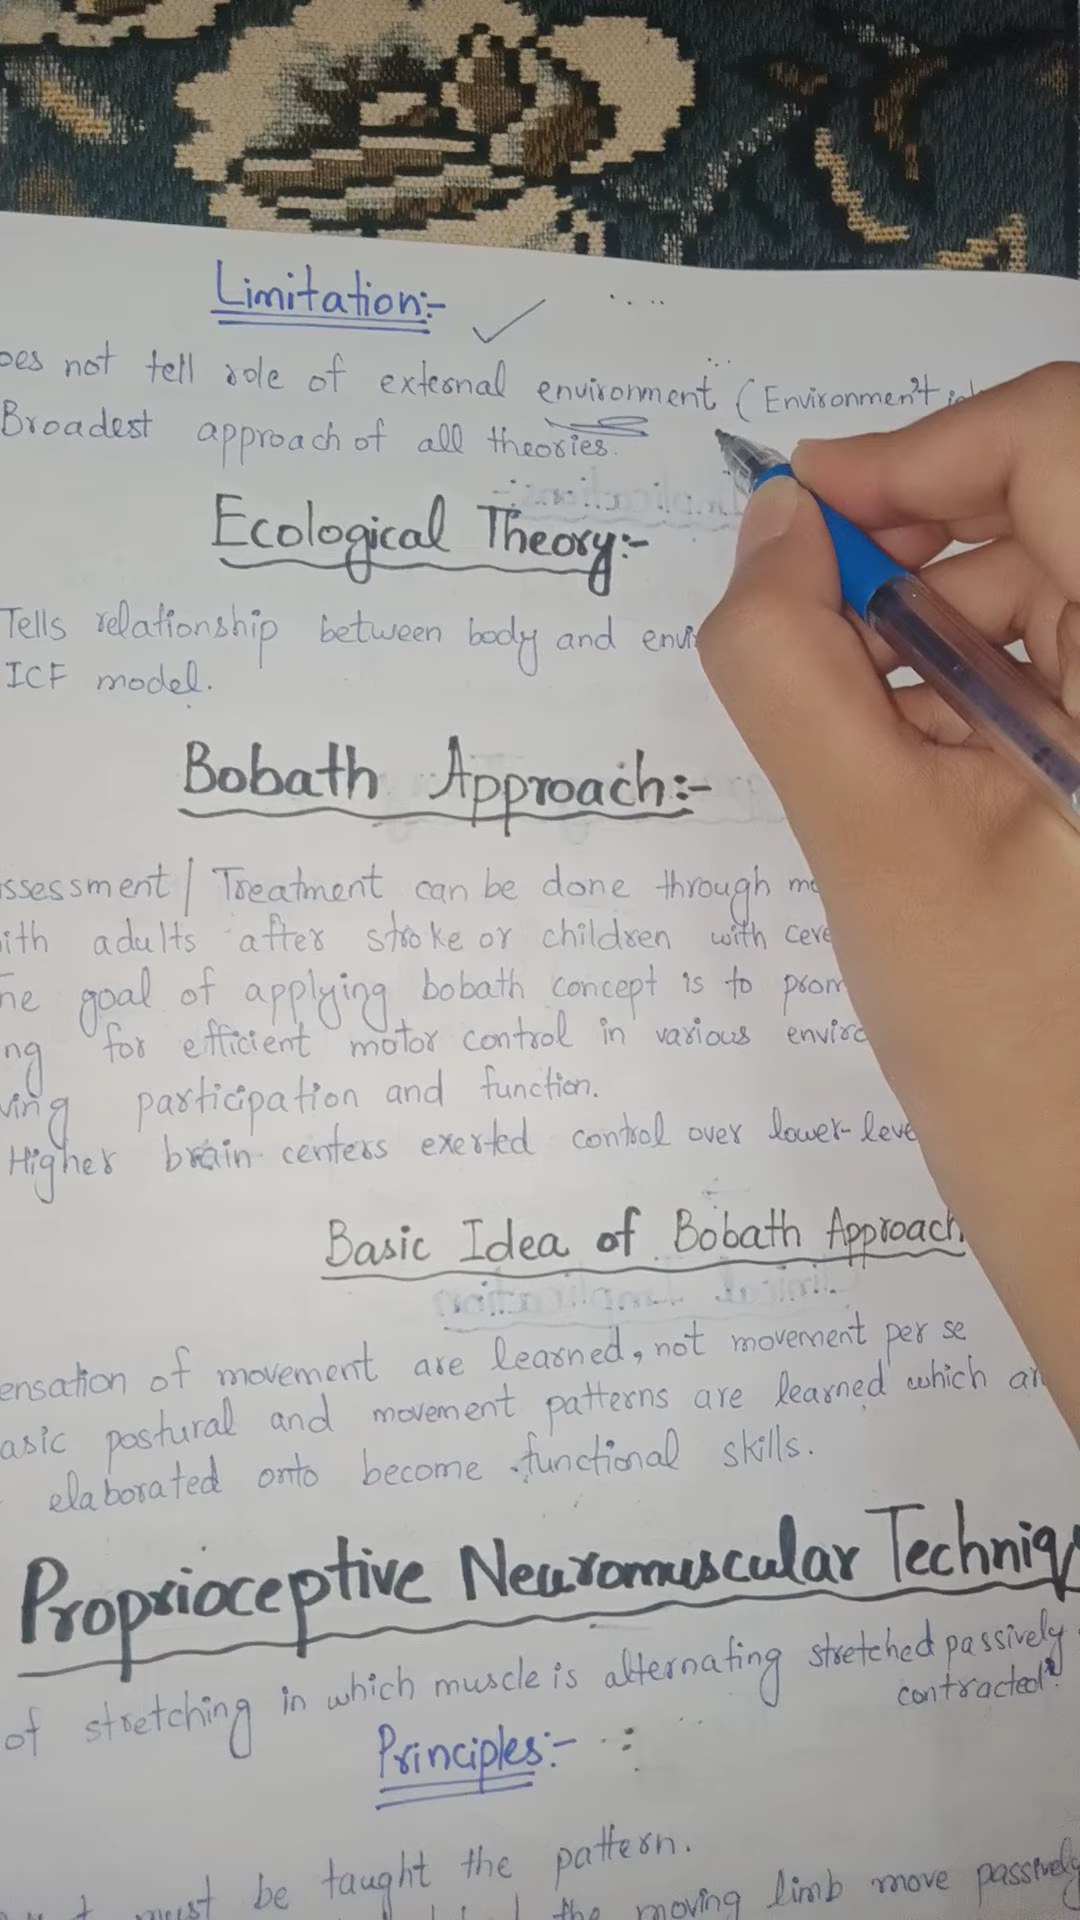 Limitation:-
oes not tell role of external environment (Environment
Broadest approach of all theories.
Ecological Theory:-
Tells relationship between body and envi
ICF model.
Bobath Approach:-
ssessment / Treatment can be done through
ith adults after stroke or children with cere
ne goal of applying bobath concept is to prom
ng for efficient motor control in various enviro
ving participation and function.
Higher brain centers exerted control over lower-leve
Basic Idea of Bobath Approach
ensation of movement are learned, not movement per se
asic postural and movement patterns are learned which ar
elaborated onto become functional skills.
Proprioceptive Neuromuscular Techniq
of stretching in which muscle is alternating stretched passively
contracted.
Principles:-
must be taught the pattern.
the moving limb move passively